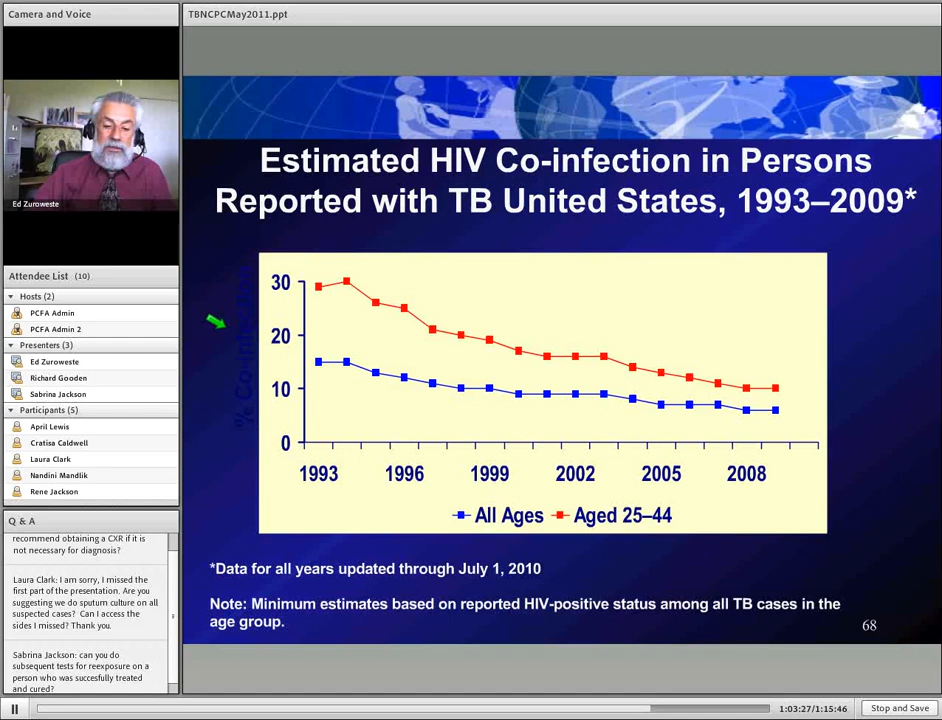 Camera and Voice
TBNCPCMay2011.ppt
Ed Zuroweste
Attendee List (10)
Hosts (2)
PCFA Admin
PCFA Admin 2
Presenters (3)
Ed Zuroweste
Richard Gooden
Sabrina Jackson
Participants (5)
April Lewis
Cratisa Caldwell
Laura Clark
Nandini Mandlik
Rene Jackson
Q & A
recommend obtaining a CXR if it is
not necessary for diagnosis?
Laura Clark: I am sorry, I missed the
first part of the presentation. Are you
suggesting we do sputum culture on all
suspected cases? Can I access the
sides I missed? Thank you.
Sabrina Jackson: can you do
subsequent tests for reexposure on a
person who was succesfully treated
and cured?
Estimated HIV Co-infection in Persons
Reported with TB United States, 1993–2009*
% Co-infection
30
20
10
0
1993 1996 1999 2002 2005 2008
All Ages Aged 25–44
*Data for all years updated through July 1, 2010
Note: Minimum estimates based on reported HIV-positive status among all TB cases in the
age group.
68
1:03:27/1:15:46
Stop and Save